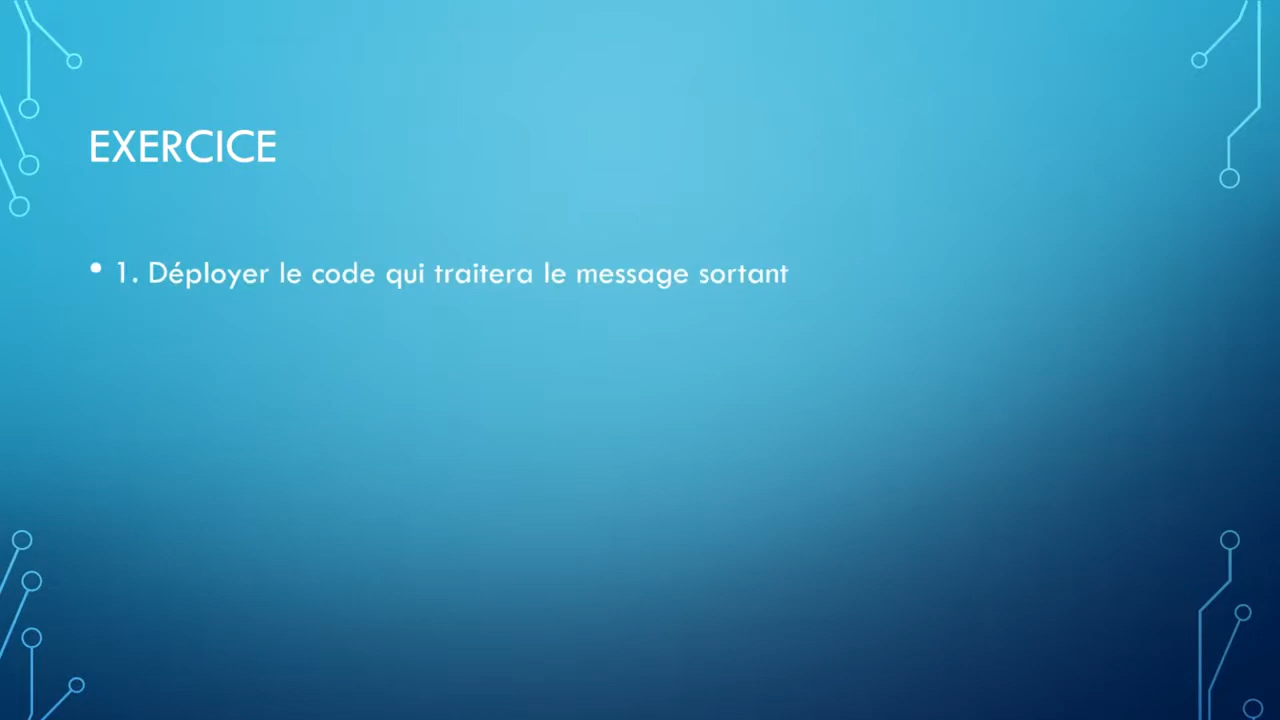 EXERCICE
• 1. Déployer le code qui traitera le message sortant